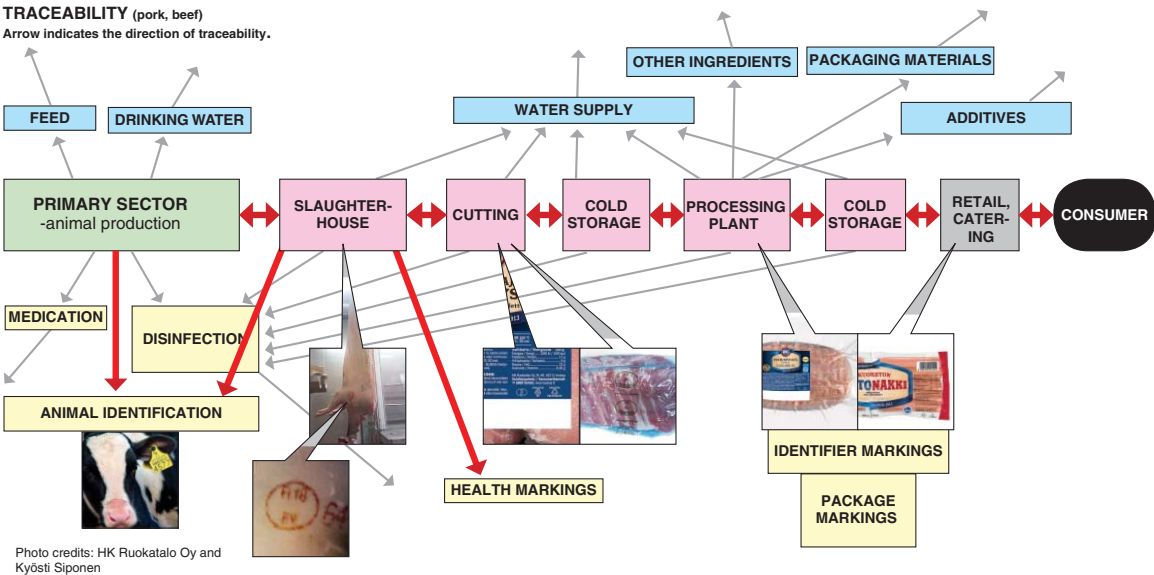 TRACEABILITY (pork, beef)
Arrow indicates the direction of traceability.
OTHER INGREDIENTS
PACKAGING MATERIALS
FEED
DRINKING WATER
WATER SUPPLY
ADDITIVES
PRIMARY SECTOR
-animal production
SLAUGHTER-
HOUSE
CUTTING
COLD
STORAGE
PROCESSING
PLANT
COLD
STORAGE
RETAIL,
CATER-
ING
CONSUMER
MEDICATION
DISINFECTION
ANIMAL IDENTIFICATION
TONAKKI
IDENTIFIER MARKINGS
HEALTH MARKINGS
PACKAGE
MARKINGS
Photo credits: HK Ruokatalo Oy and
Kyösti Siponen